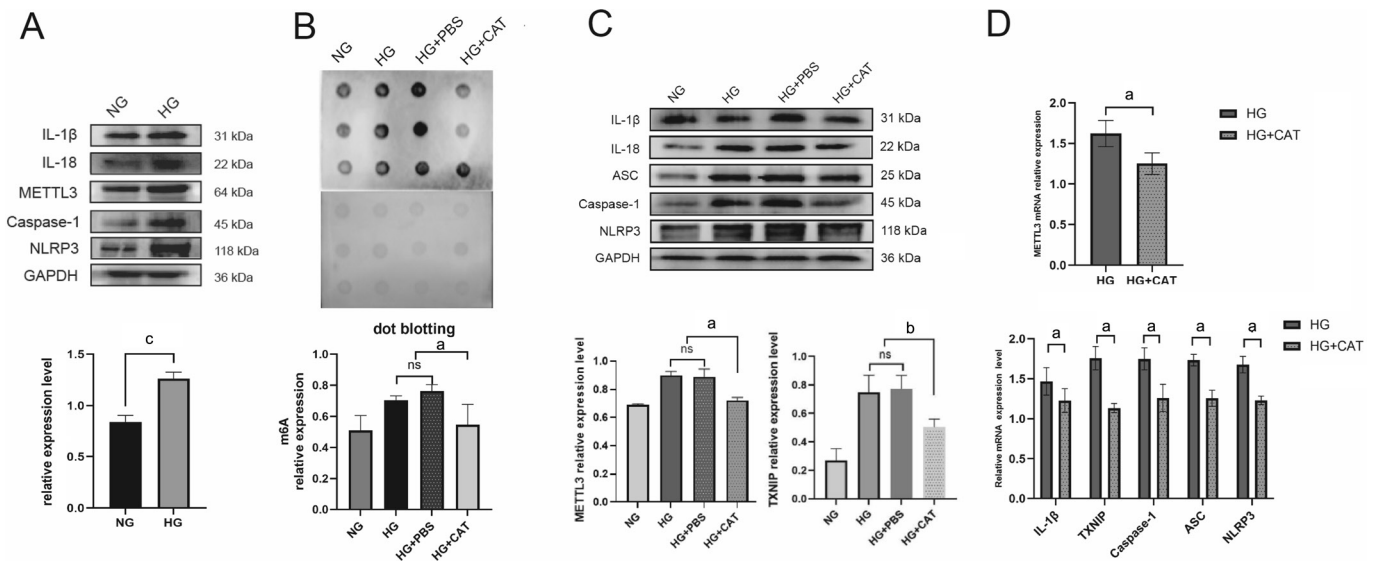 A
NG HG
IL-1β 31 kDa
IL-18 22 kDa
METTL3 64 kDa
Caspase-1 45 kDa
NLRP3 118 kDa
GAPDH 36 kDa
c
relative expression level
1.5
1.0
0.5
0.0
NG HG
B
NG HG HG+PBS HG+CAT
dot blotting
m6A
relative expression
1.0
0.8
0.6
0.4
0.2
0.0
ns
a
NG HG HG+PBS HG+CAT
C
NG HG HG+PBS HG+CAT
IL-1β 31 kDa
IL-18 22 kDa
ASC 25 kDa
Caspase-1 45 kDa
NLRP3 118 kDa
GAPDH 36 kDa
METTL3 relative expression level
1.0
0.8
0.6
0.4
0.2
0.0
ns
a
NG HG HG+PBS HG+CAT
TXNIP relative expression level
1.0
0.8
0.6
0.4
0.2
0.0
ns
b
NG HG HG+PBS HG+CAT
D
METTL3 mRNA relative expression
2.0
1.5
1.0
0.5
0.0
a
HG HG+CAT
HG
HG+CAT
Relative mRNA expression
2.0
1.5
1.0
0.5
0.0
a a a a a
IL-1β TXNIP Caspase-1 ASC NLRP3
HG
HG+CAT